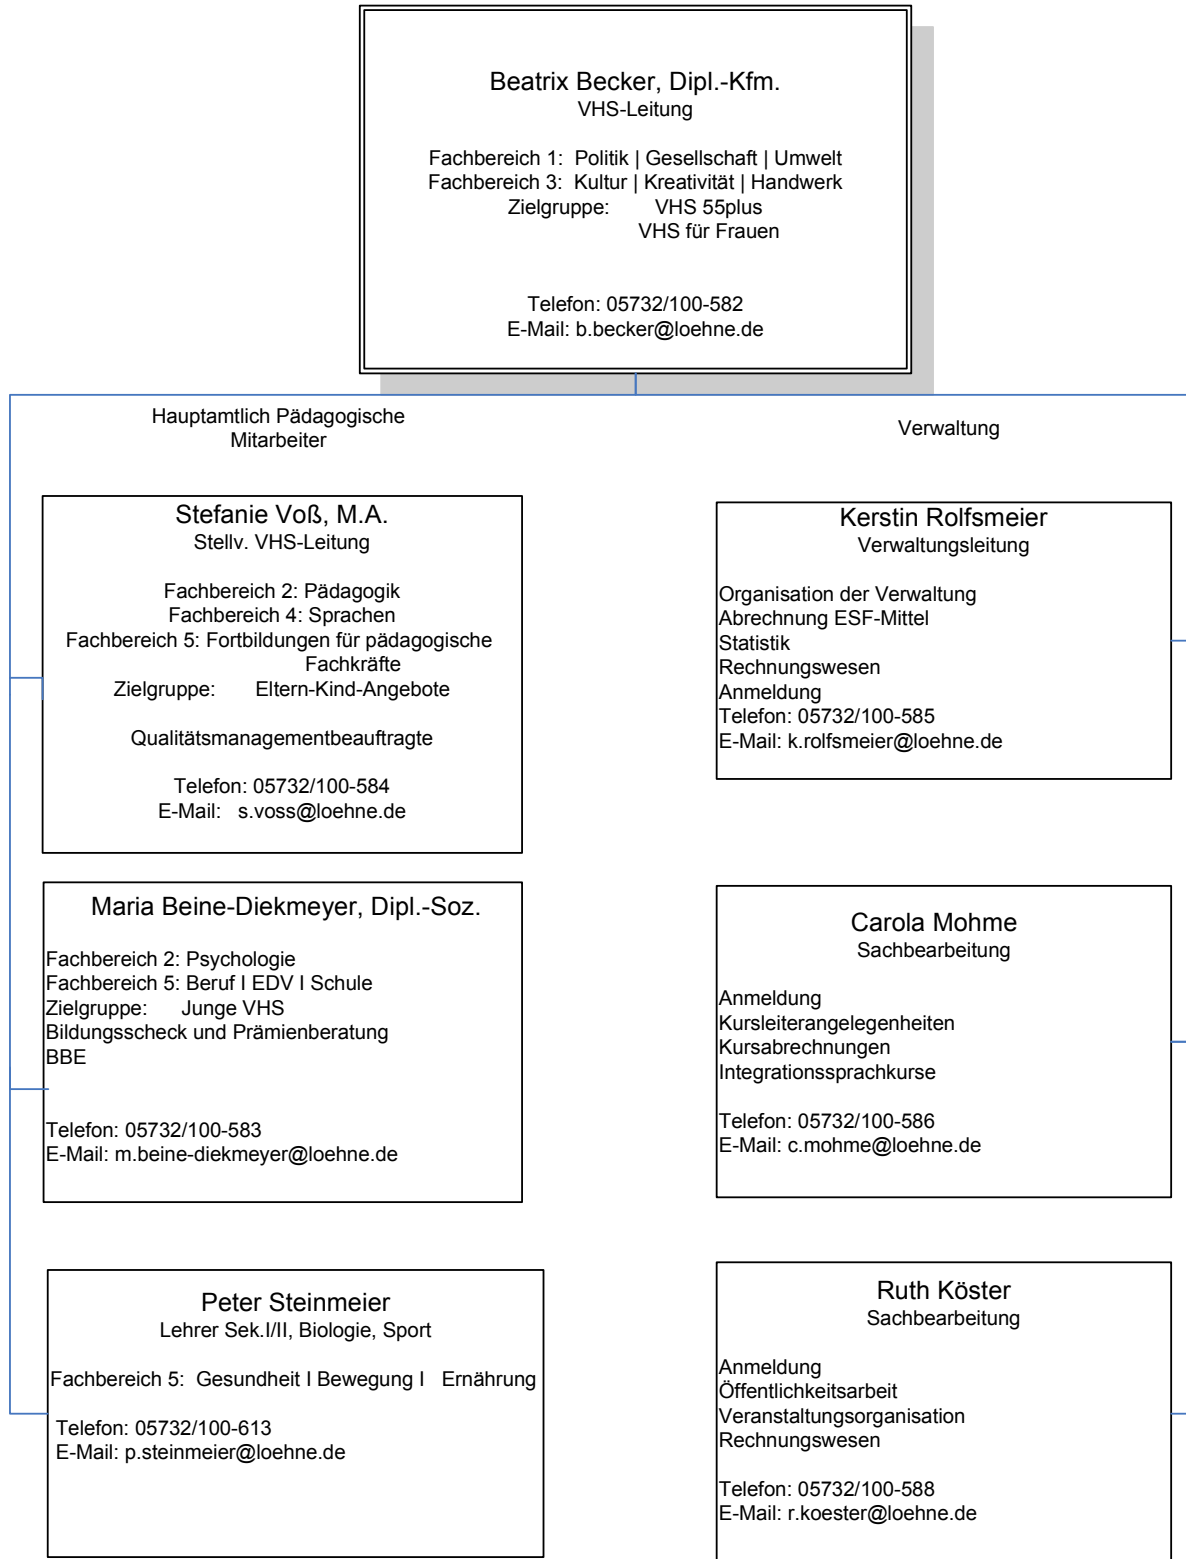 Beatrix Becker, Dipl.-Kfm.
VHS-Leitung
Fachbereich 1: Politik | Gesellschaft | Umwelt
Fachbereich 3: Kultur | Kreativität | Handwerk
Zielgruppe: VHS 55plus
VHS für Frauen
Telefon: 05732/100-582
E-Mail: b.becker@loehne.de
Hauptamtlich Pädagogische
Mitarbeiter
Stefanie Voß, M.A.
Stellv. VHS-Leitung
Fachbereich 2: Pädagogik
Fachbereich 4: Sprachen
Fachbereich 5: Fortbildungen für pädagogische
Fachkräfte
Zielgruppe: Eltern-Kind-Angebote
Qualitätsmanagementbeauftragte
Telefon: 05732/100-584
E-Mail: s.voss@loehne.de
Maria Beine-Diekmeyer, Dipl.-Soz.
Fachbereich 2: Psychologie
Fachbereich 5: Beruf I EDV I Schule
Zielgruppe: Junge VHS
Bildungsscheck und Prämienberatung
BBE
Telefon: 05732/100-583
E-Mail: m.beine-diekmeyer@loehne.de
Peter Steinmeier
Lehrer Sek.I/II, Biologie, Sport
Fachbereich 5: Gesundheit I Bewegung I Ernährung
Telefon: 05732/100-613
E-Mail: p.steinmeier@loehne.de
Verwaltung
Kerstin Rolfsmeier
Verwaltungsleitung
Organisation der Verwaltung
Abrechnung ESF-Mittel
Statistik
Rechnungswesen
Anmeldung
Telefon: 05732/100-585
E-Mail: k.rolfsmeier@loehne.de
Carola Mohme
Sachbearbeitung
Anmeldung
Kursleiterangelegenheiten
Kursabrechnungen
Integrationssprachkurse
Telefon: 05732/100-586
E-Mail: c.mohme@loehne.de
Ruth Köster
Sachbearbeitung
Anmeldung
Öffentlichkeitsarbeit
Veranstaltungsorganisation
Rechnungswesen
Telefon: 05732/100-588
E-Mail: r.koester@loehne.de